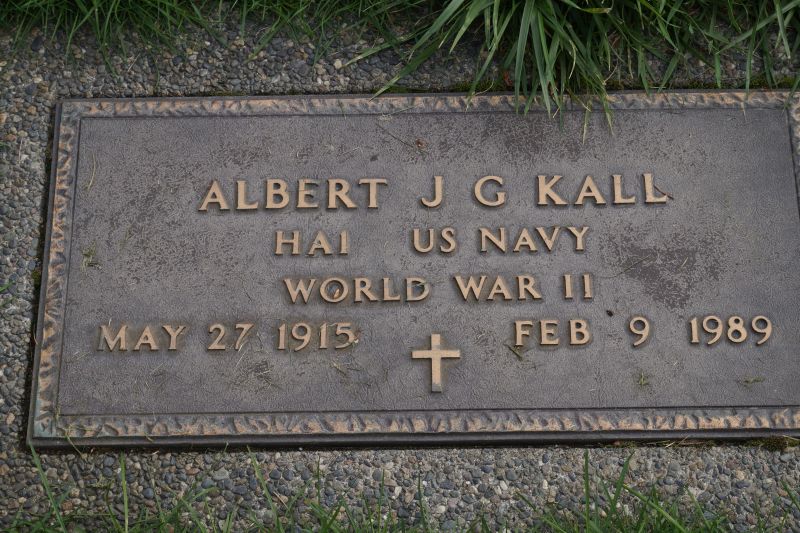 ALBERT J G KALL
HA1 US NAVY
WORLD WAR II
MAY 27 1915 FEB 9 1989